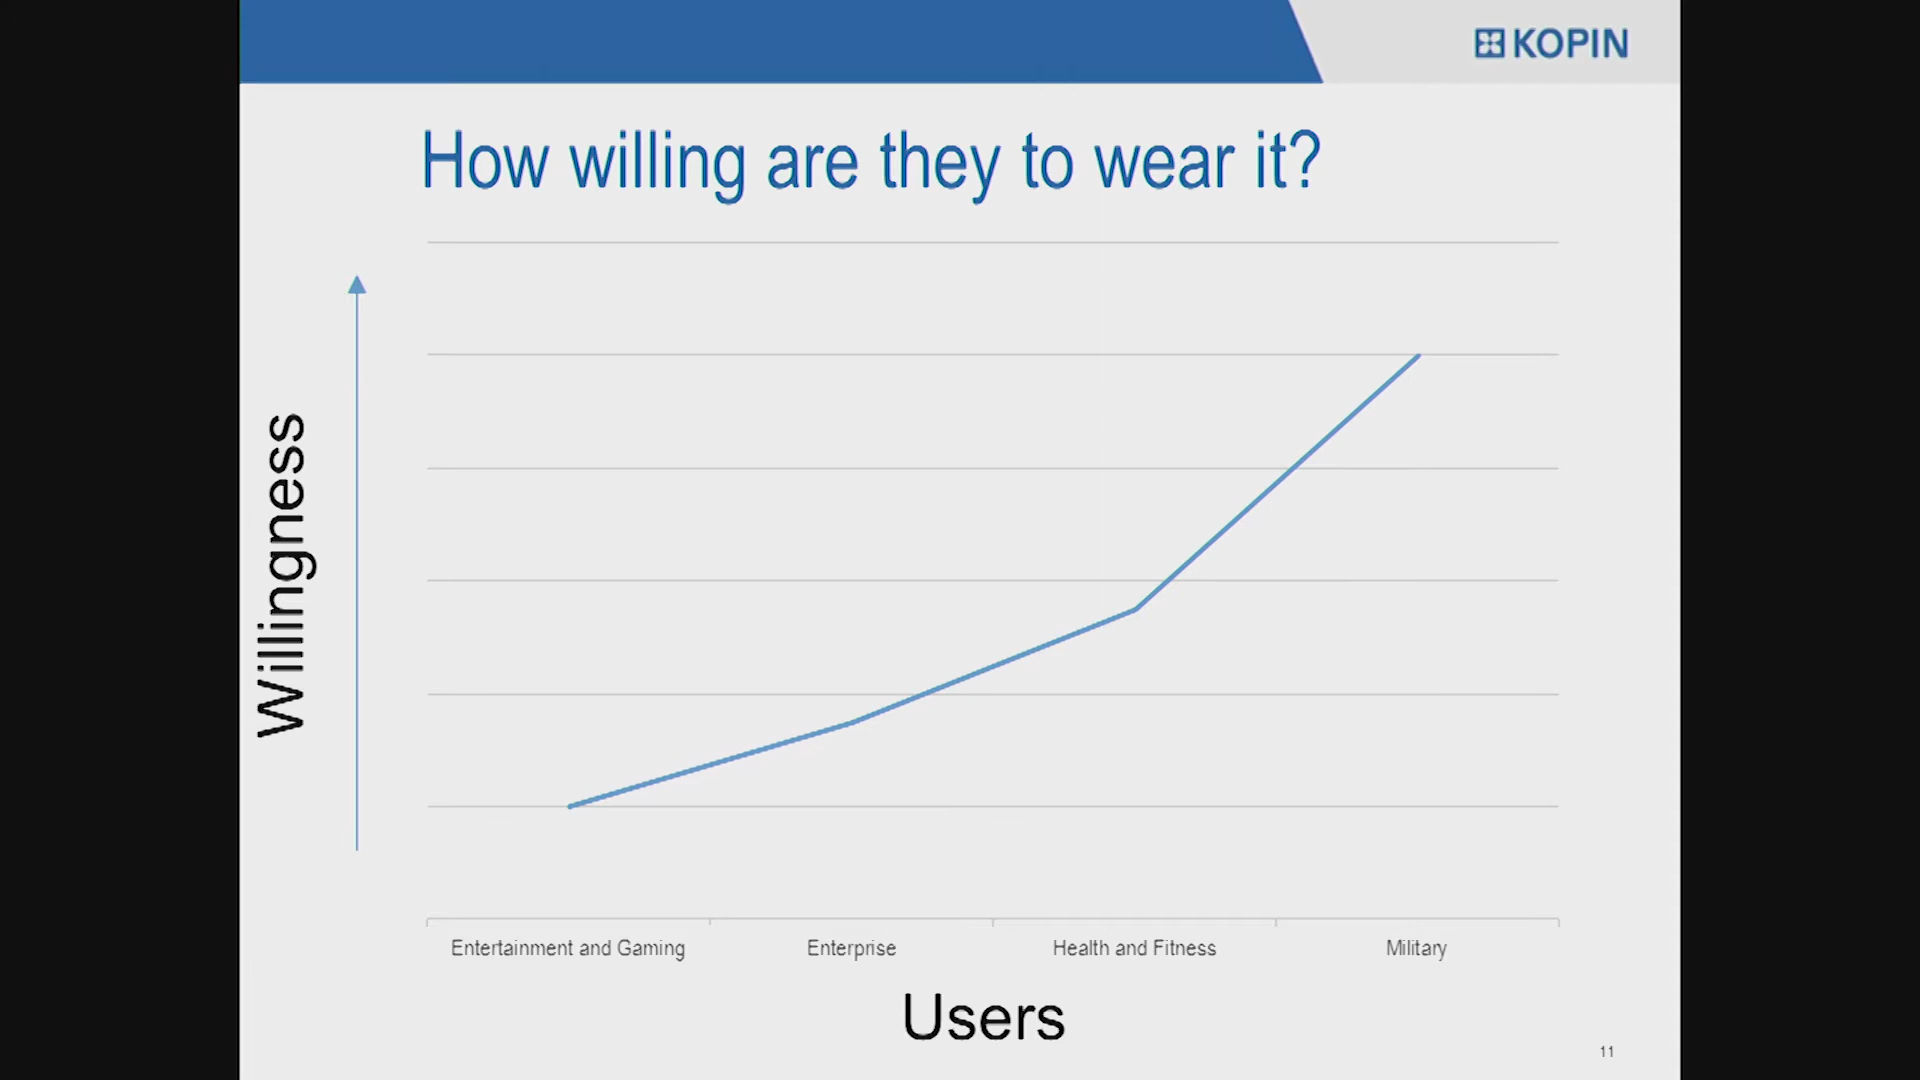 KOPIN
How willing are they to wear it?
Willingness
Entertainment and Gaming
Enterprise
Health and Fitness
Military
Users
11